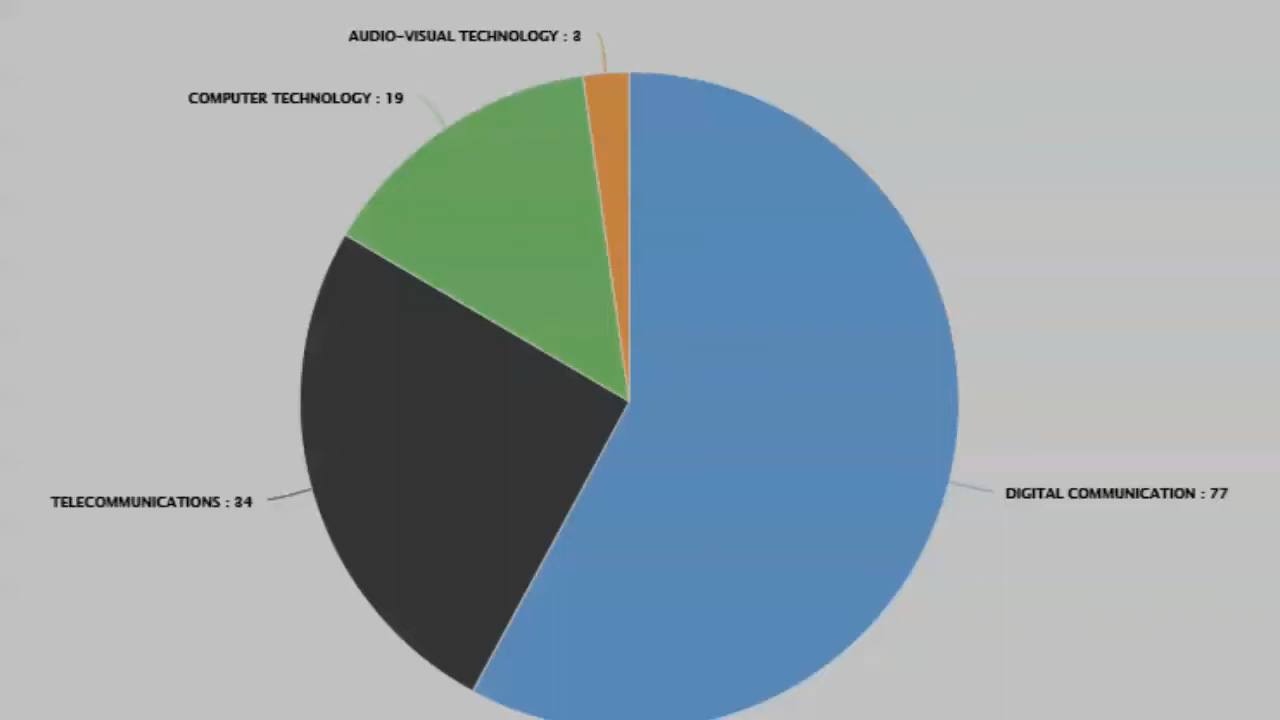 AUDIO-VISUAL TECHNOLOGY : 3
COMPUTER TECHNOLOGY : 19
TELECOMMUNICATIONS : 34
DIGITAL COMMUNICATION : 77